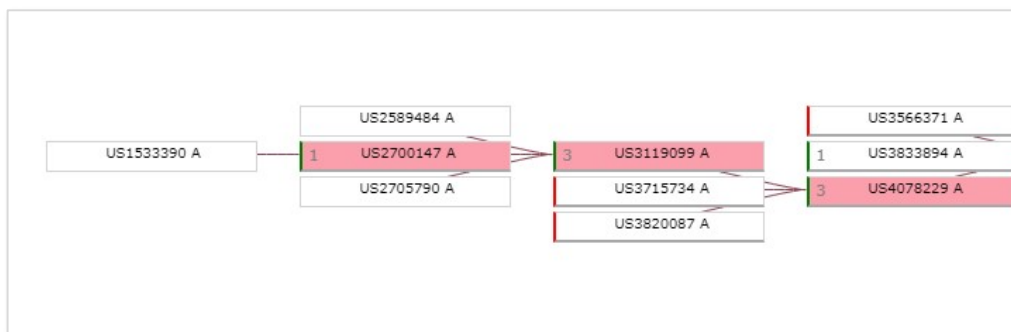 US1533390 A
US2589484 A
1 US2700147 A
US2705790 A
3 US3119099 A
US3715734 A
US3820087 A
US3566371 A
1 US3833894 A
3 US4078229 A